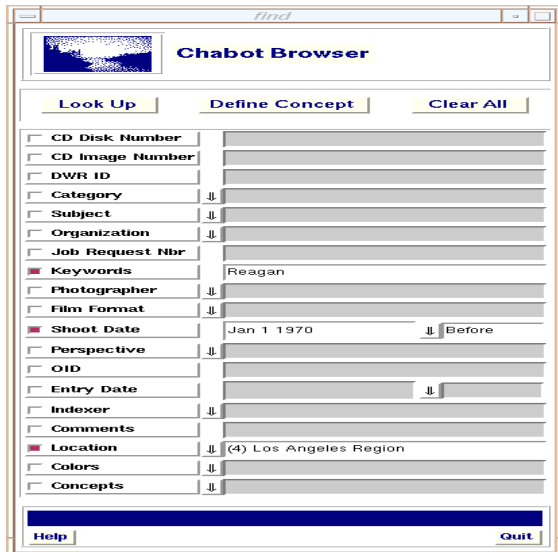 find
Chabot Browser
Look Up Define Concept Clear All
CD Disk Number
CD Image Number
DWR ID
Category
Subject
Organization
Job Request Nbr
Keywords Reagan
Photographer
Film Format
Shoot Date Jan 1 1970 Before
Perspective
OID
Entry Date
Indexer
Comments
Location (4) Los Angeles Region
Colors
Concepts
Help Quit